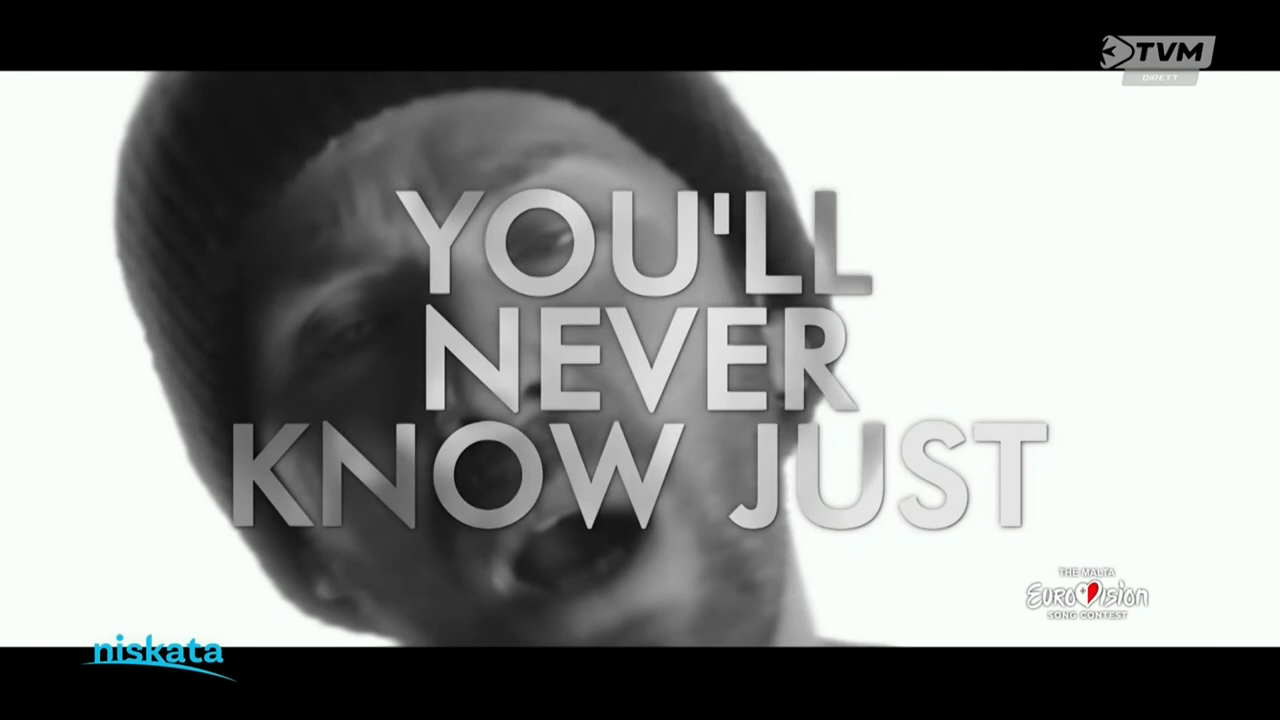 TVM
DIRETT
YOU'LL
NEVER
KNOW JUST
THE MALTA
EUROVISION
SONG CONTEST
niskata